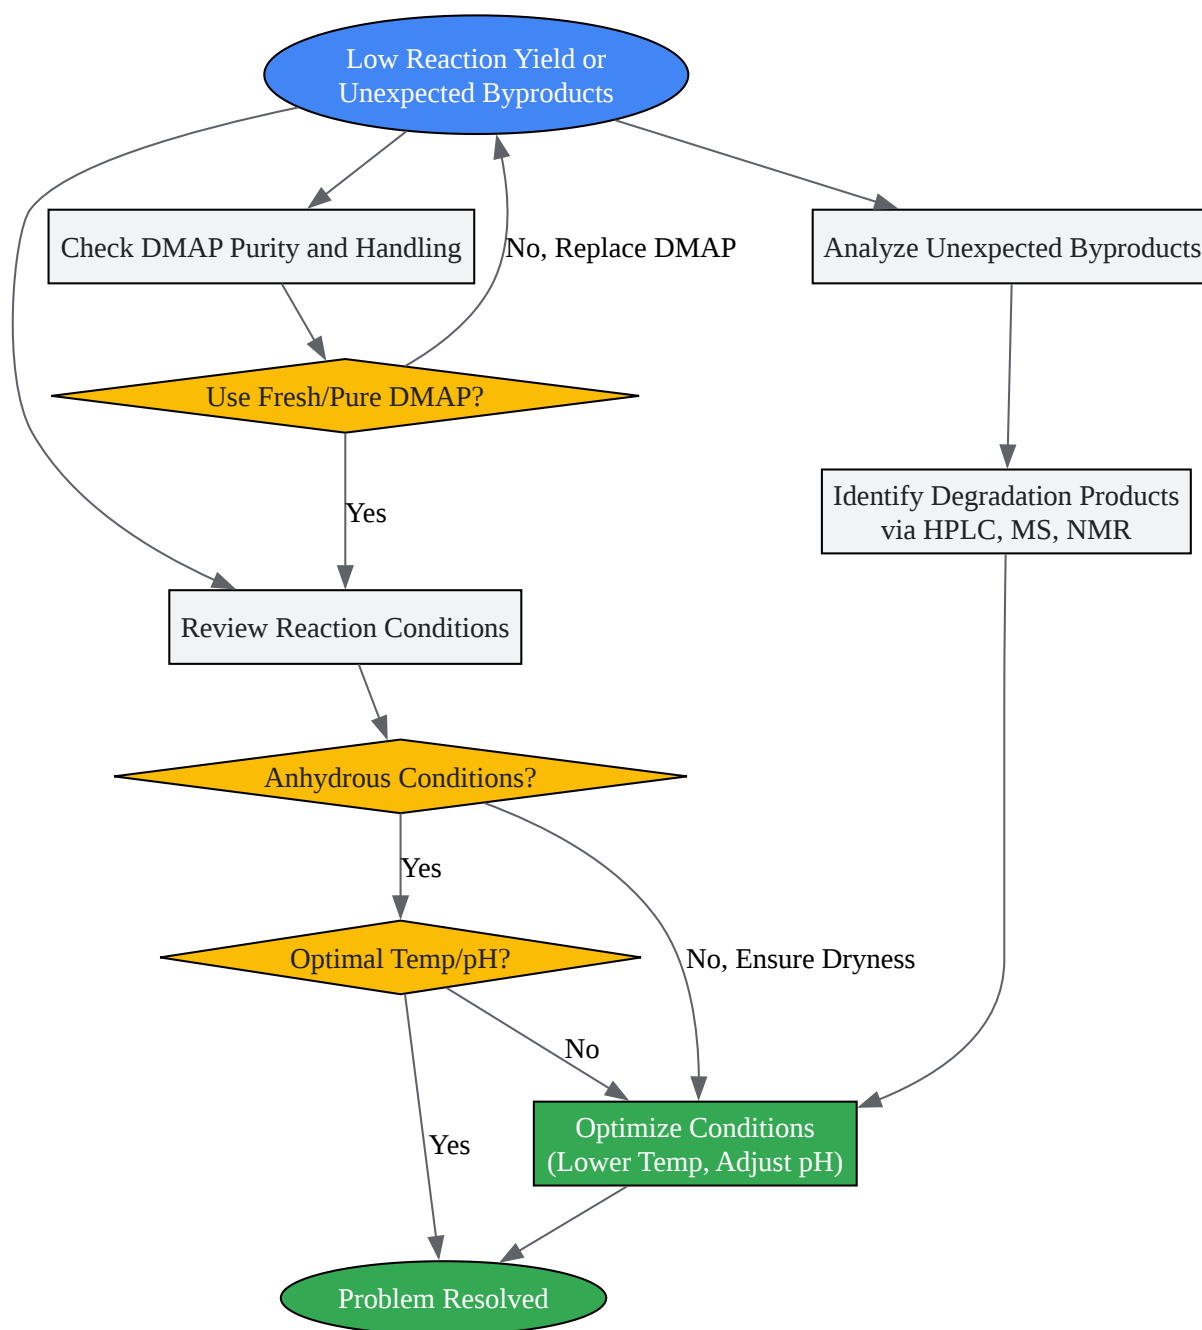 Low Reaction Yield or
Unexpected Byproducts
Check DMAP Purity and Handling
No, Replace DMAP
Analyze Unexpected Byproducts
Use Fresh/Pure DMAP?
Yes
Identify Degradation Products
via HPLC, MS, NMR
Review Reaction Conditions
Anhydrous Conditions?
Yes
Optimal Temp/pH?
No, Ensure Dryness
No
Yes
Optimize Conditions
(Lower Temp, Adjust pH)
Problem Resolved